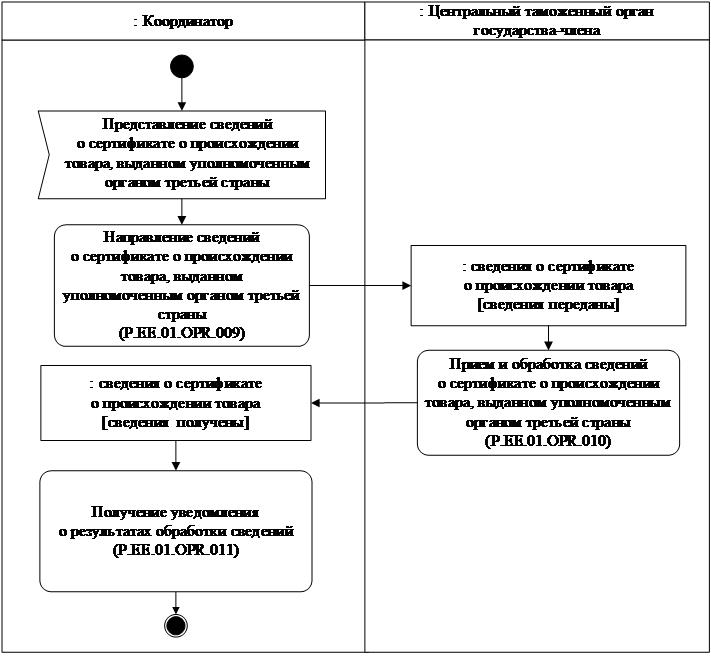 : Координатор
: Центральный таможенный орган
государства-члена
Представление сведений
о сертификате о происхождении
товара, выданном уполномоченным
органом третьей страны
Направление сведений
о сертификате о происхождении
товара, выданном
уполномоченным органом третьей
страны
(P.EE.01.OPR.009)
: сведения о сертификате
о происхождении товара
[сведения переданы]
Прием и обработка сведений
о сертификате о происхождении
товара, выданном уполномоченным
органом третьей страны
(P.EE.01.OPR.010)
: сведения о сертификате
о происхождении товара
[сведения получены]
Получение уведомления
о результатах обработки сведений
(P.EE.01.OPR.011)